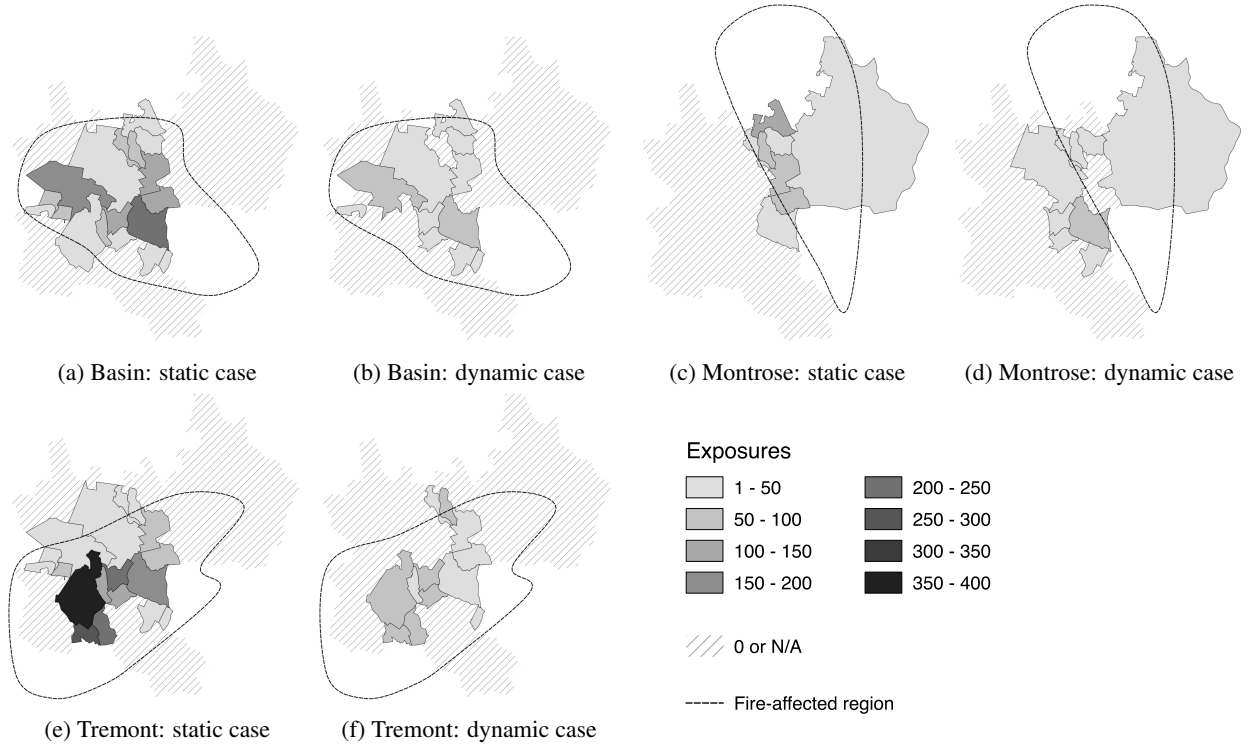 (a) Basin: static case
(b) Basin: dynamic case
(c) Montrose: static case
(d) Montrose: dynamic case
Exposures
1 - 50
200 - 250
50 - 100
250 - 300
100 - 150
300 - 350
150 - 200
350 - 400
0 or N/A
Fire-affected region
(e) Tremont: static case
(f) Tremont: dynamic case